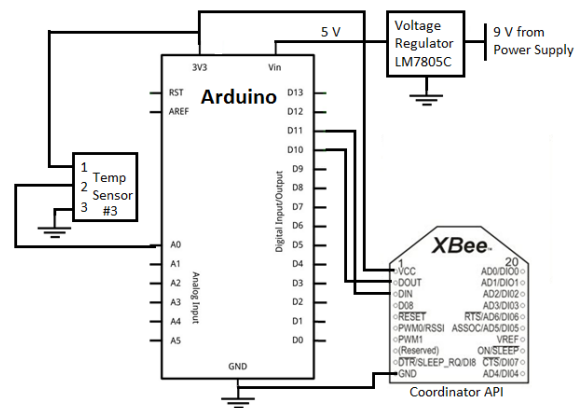 Voltage
Regulator
LM7805C
9 V from
Power Supply
5 V
3V3
Vin
Arduino
RST
AREF
D13
D12
D11
D10
D9
D8
D7
D6
D5
D4
D3
D2
D1
D0
Digital Input/Output
A0
A1
A2
A3
A4
A5
Analog Input
GND
1
2
3
Temp
Sensor
#3
XBee™
1
20
VCC
DOUT
DIN
D08
RESET
PWM0/RSSI
PWM1
(Reserved)
DTR/SLEEP_RQ/DI8
GND
AD0/DIO0
AD1/DIO1
AD2/DIO2
AD3/DIO3
RTS/AD6/DIO6
ASSOC/AD5/DIO5
VREF
ON/SLEEP
CTS/DIO7
AD4/DIO4
Coordinator API